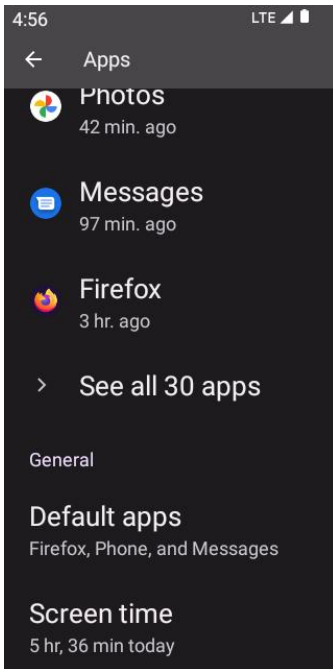 4:56 LTE
Apps
Photos
42 min. ago
Messages
97 min. ago
Firefox
3 hr. ago
See all 30 apps
General
Default apps
Firefox, Phone, and Messages
Screen time
5 hr, 36 min today